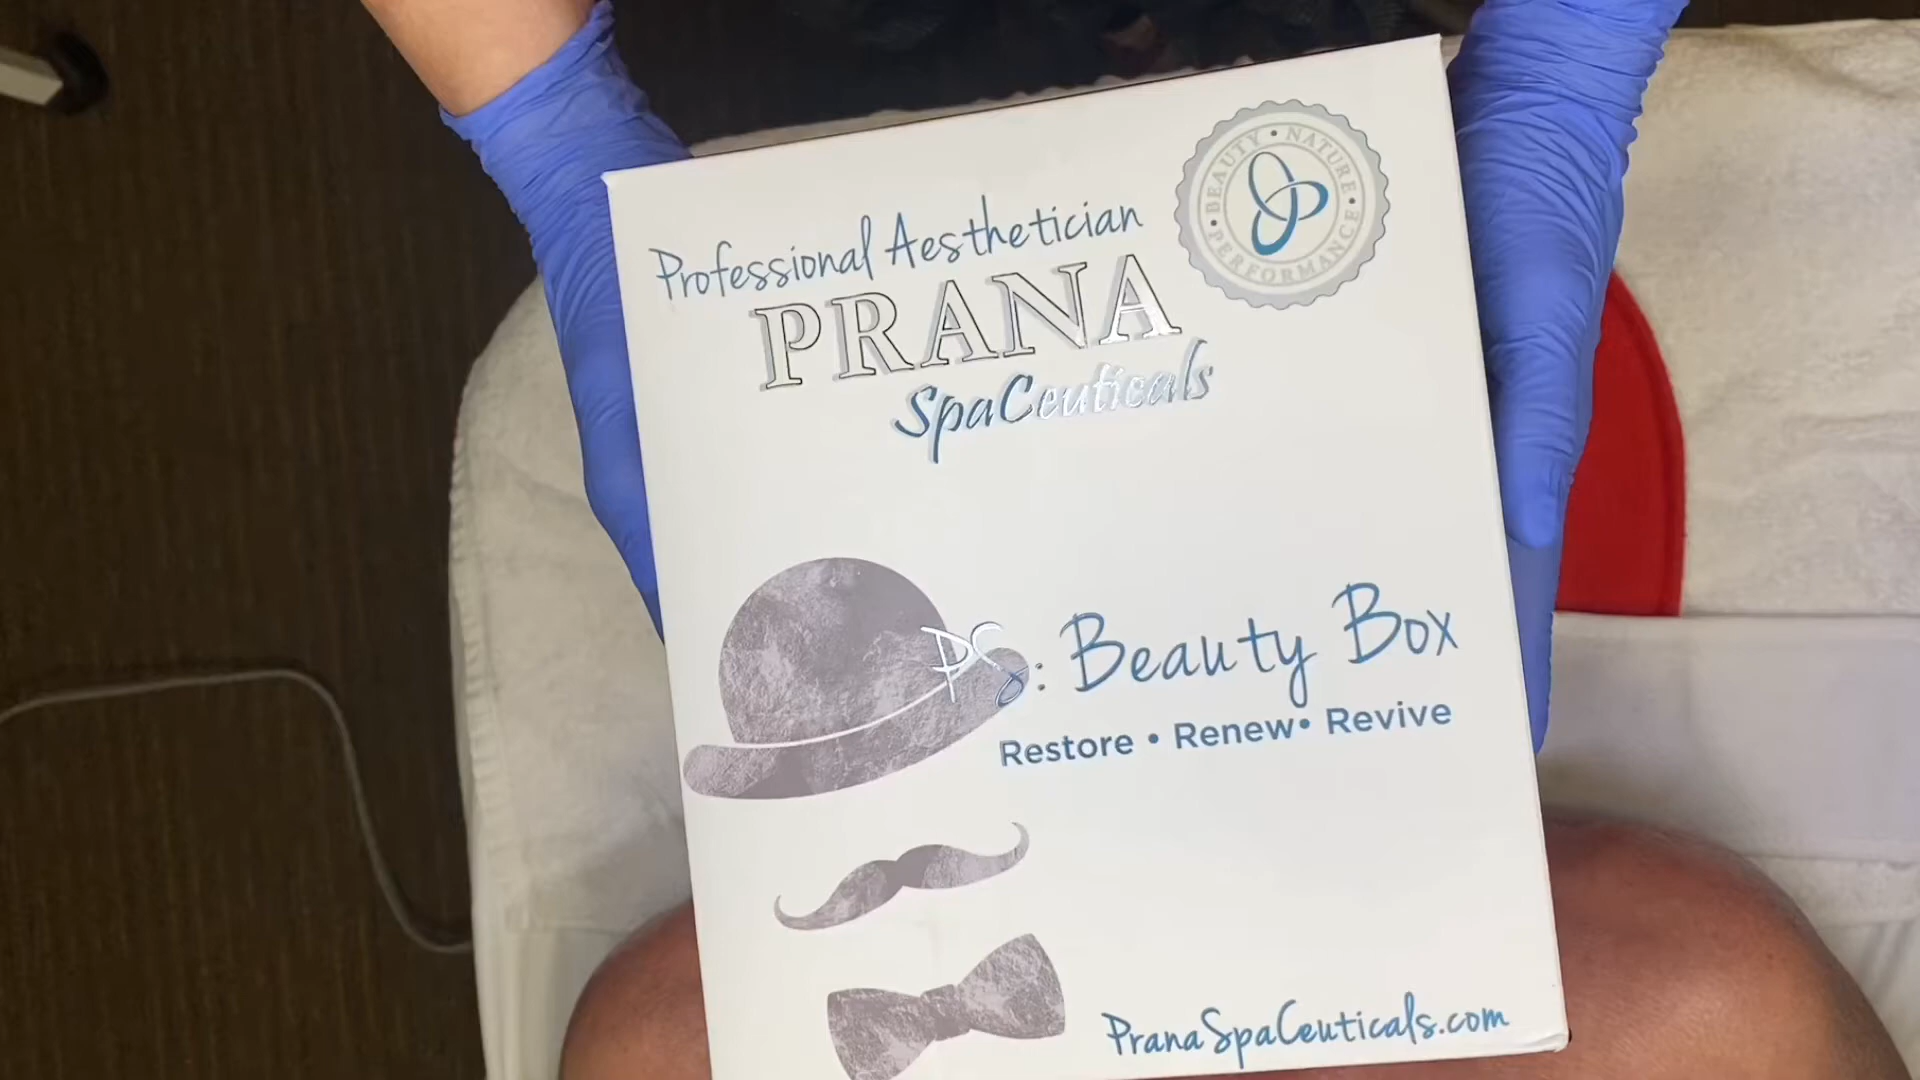 Professional Aesthetician
PRANA
SpaCeuticals
BEAUTY • NATURE • PERFORMANCE •
PS: Beauty Box
Restore • Renew • Revive
PranaSpaCeuticals.com